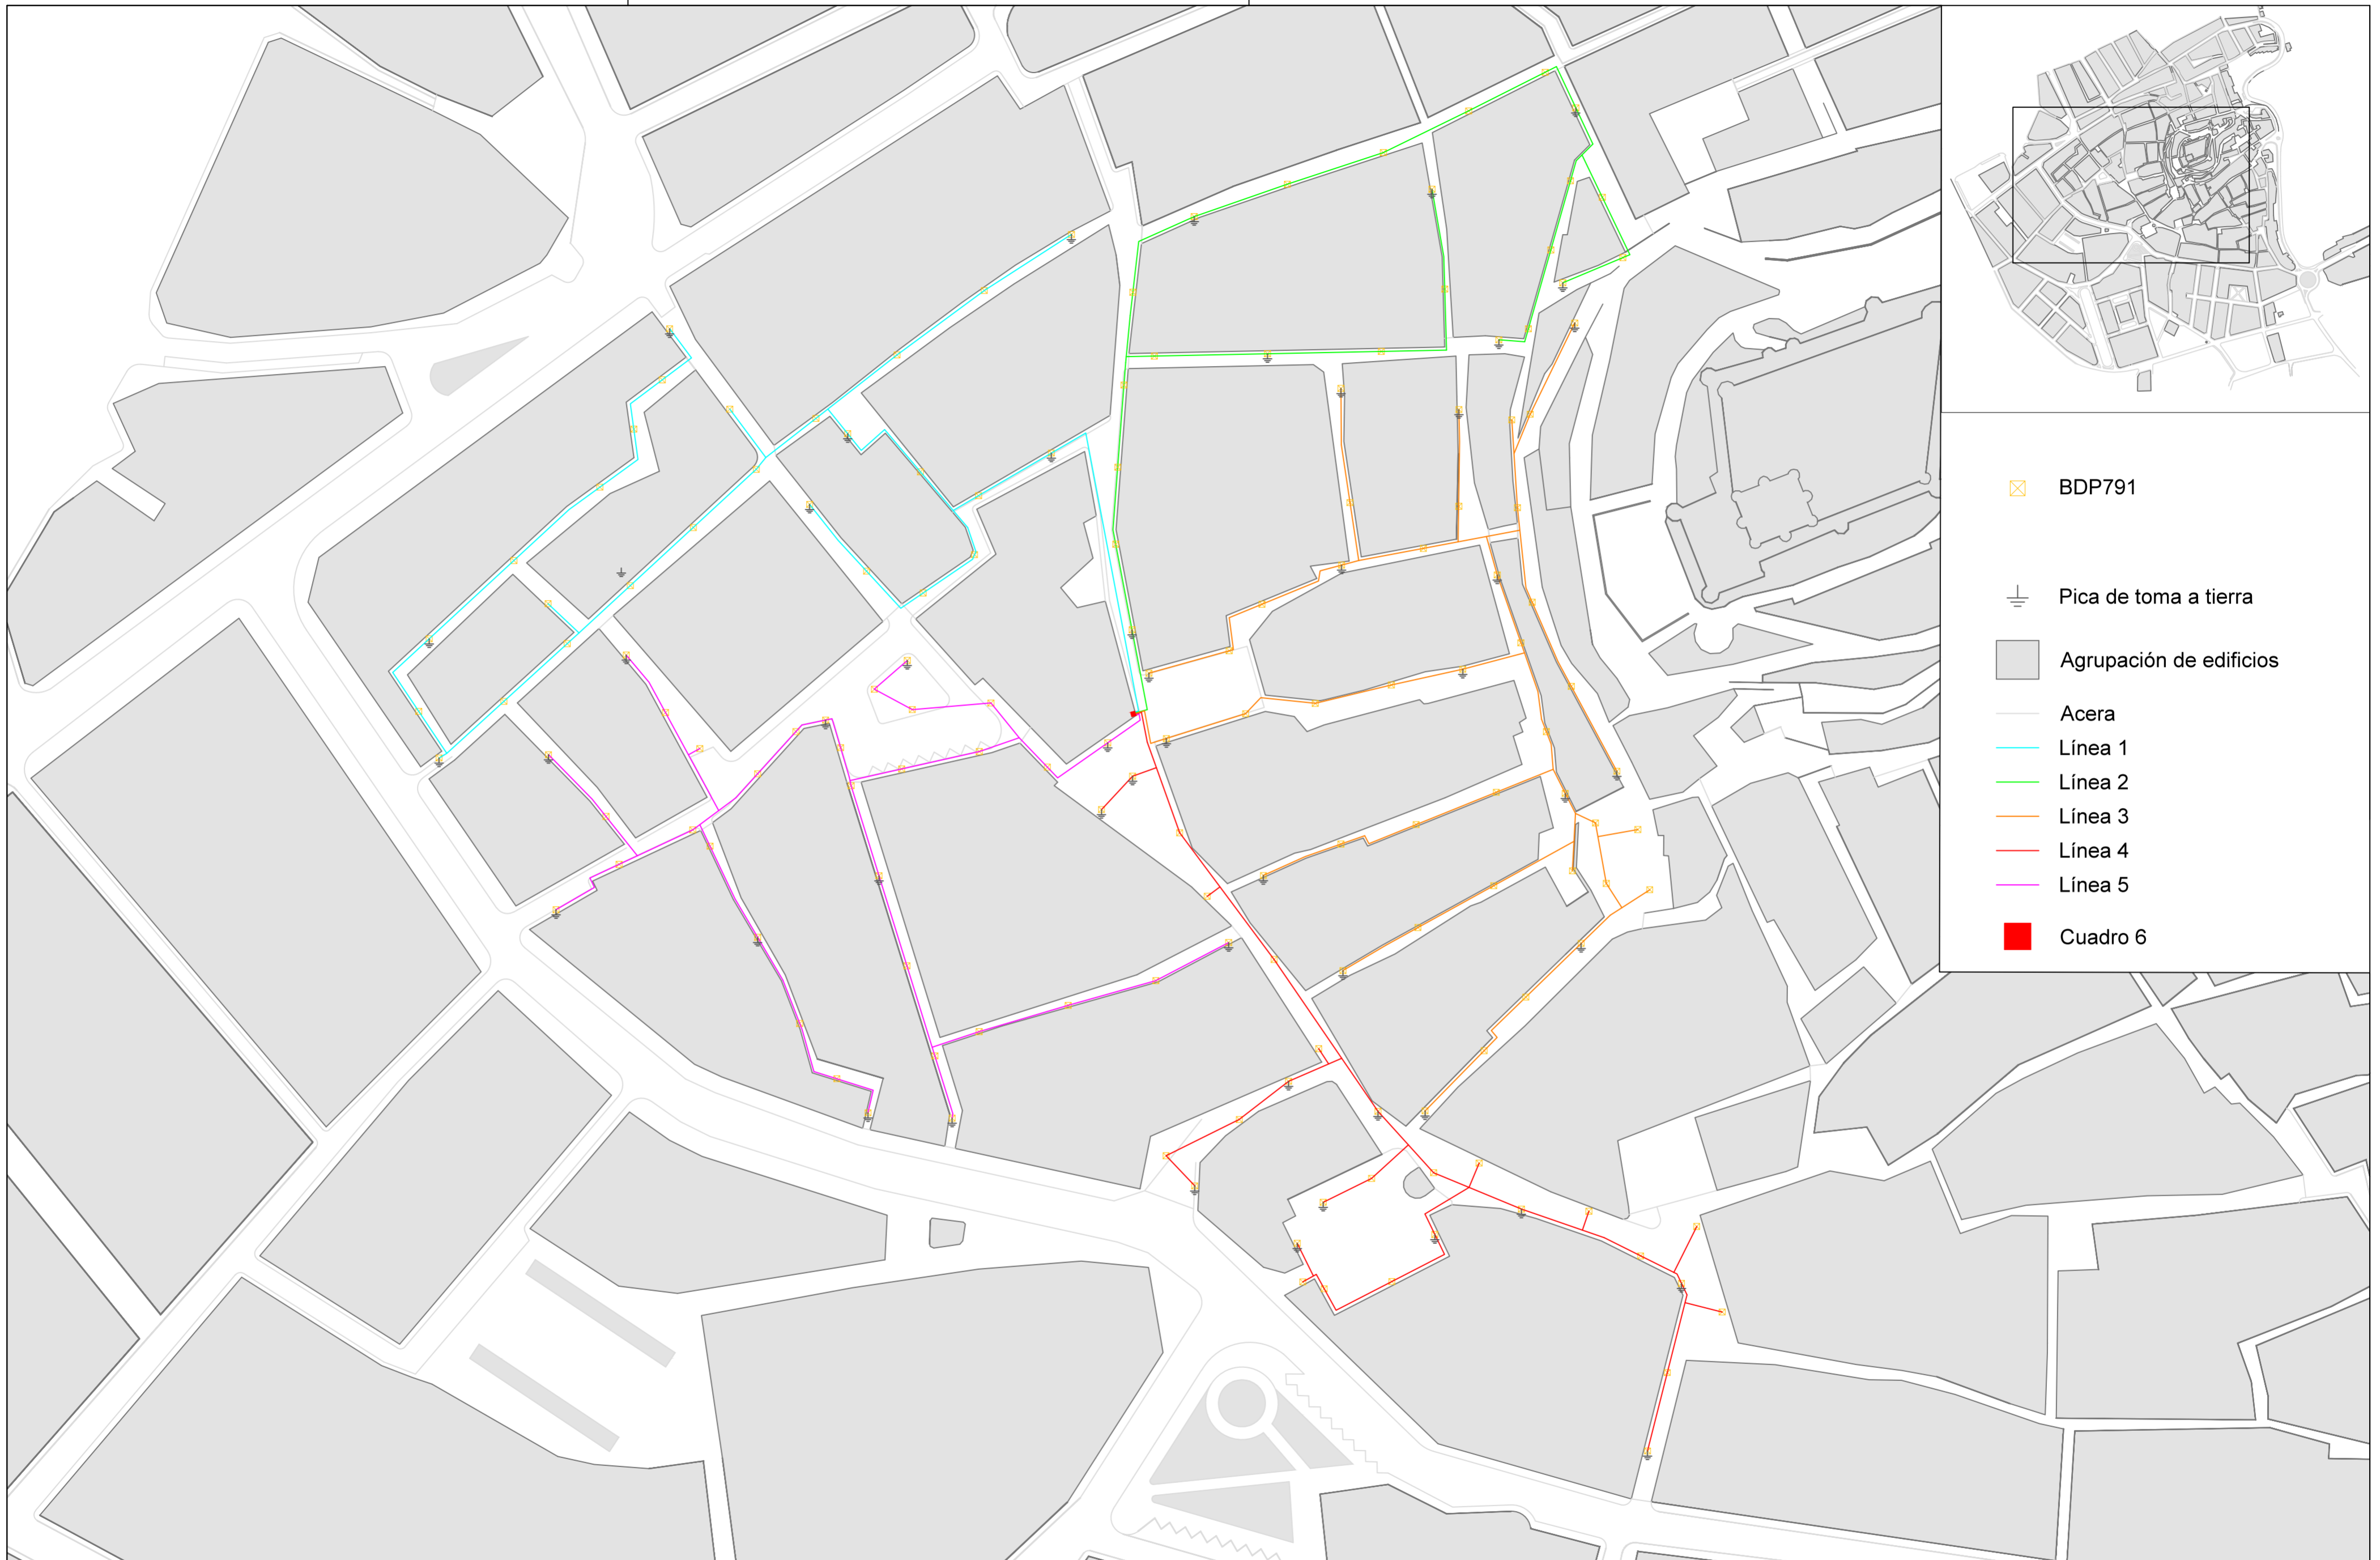 BDP791
Pica de toma a tierra
Agrupación de edificios
Acera
Línea 1
Línea 2
Línea 3
Línea 4
Línea 5
Cuadro 6